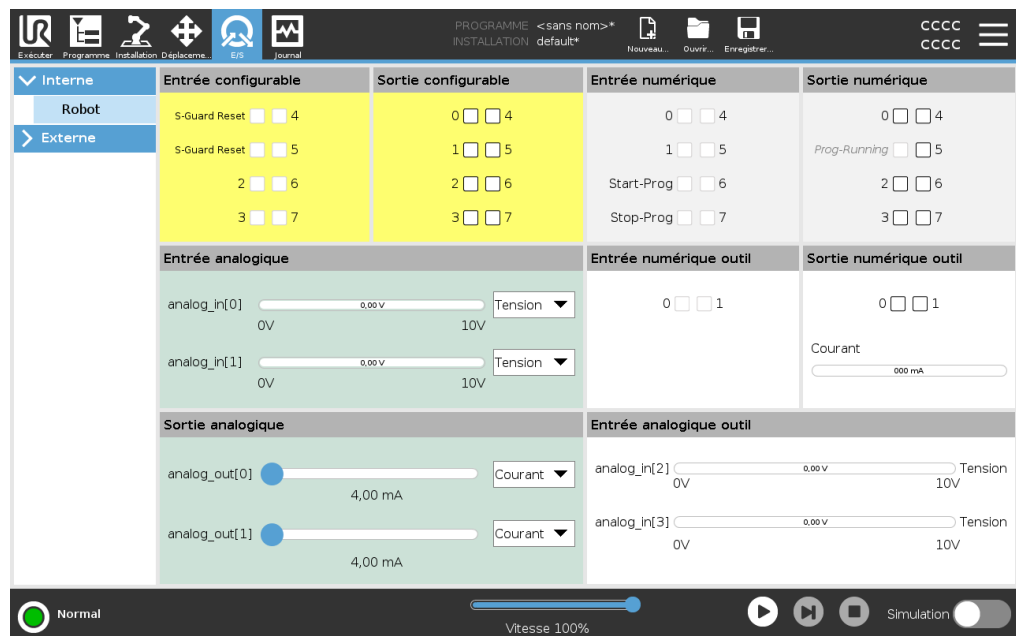 UR
PROGRAMME <sans nom>*
INSTALLATION default*
CCCC
CCCC
Exécuter Programme Installation Déplaceme... E/S Journal
Nouveau... Ouvrir... Enregistrer...
Interne
Robot
Externe
Entrée configurable
S-Guard Reset 4
S-Guard Reset 5
2 6
3 7
Sortie configurable
0 4
1 5
2 6
3 7
Entrée numérique
0 4
1 5
Start-Prog 6
Stop-Prog 7
Sortie numérique
0 4
Prog-Running 5
2 6
3 7
Entrée analogique
analog_in[0] 0,00 V Tension
0V 10V
analog_in[1] 0,00 V Tension
0V 10V
Entrée numérique outil
0 1
Sortie numérique outil
0 1
Courant
000 mA
Sortie analogique
analog_out[0] Courant
4,00 mA
analog_out[1] Courant
4,00 mA
Entrée analogique outil
analog_in[2] 0,00 V Tension
0V 10V
analog_in[3] 0,00 V Tension
0V 10V
Normal
Vitesse 100%
Simulation